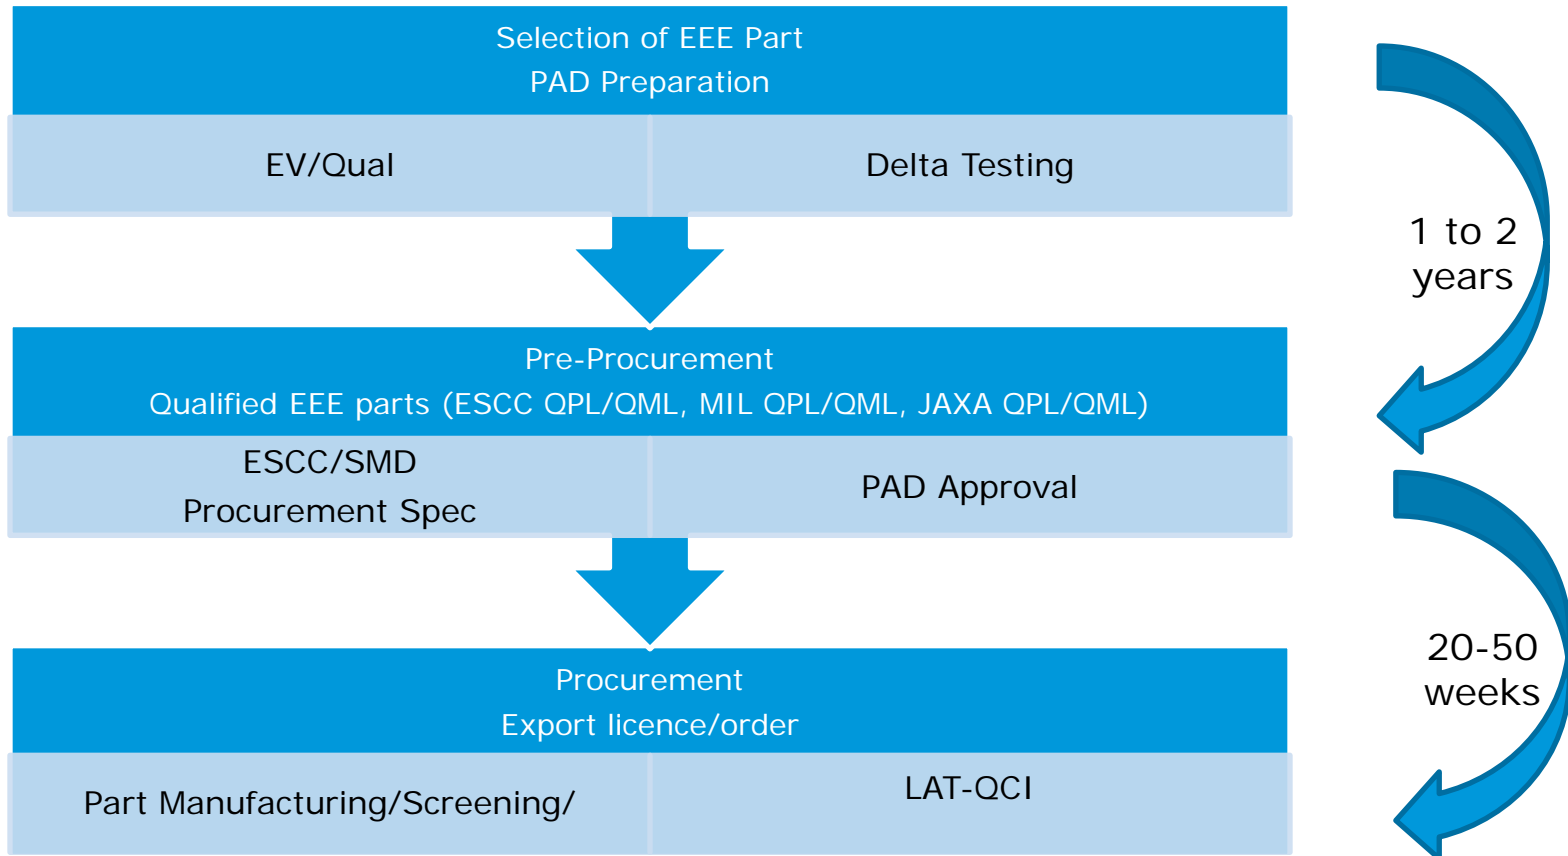 Selection of EEE Part
PAD Preparation
EV/Qual
Delta Testing
1 to 2
years
Pre-Procurement
Qualified EEE parts (ESCC QPL/QML, MIL QPL/QML, JAXA QPL/QML)
ESCC/SMD
Procurement Spec
PAD Approval
20-50
weeks
Procurement
Export licence/order
Part Manufacturing/Screening/
LAT-QCI